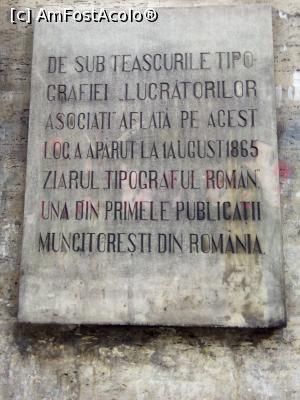 [c] AmFostAcolo®
DE SUB TEASCURILE TIPO
GRAFIEI „LUCRĂTORILOR
ASOCIAȚI” AFLATĂ PE ACEST
LOC, A APĂRUT LA 1 AUGUST 1865
ZIARUL „TIPOGRAFUL ROMÂN,”
UNA DIN PRIMELE PUBLICAȚII
MUNCITOREȘTI DIN ROMÂNIA.